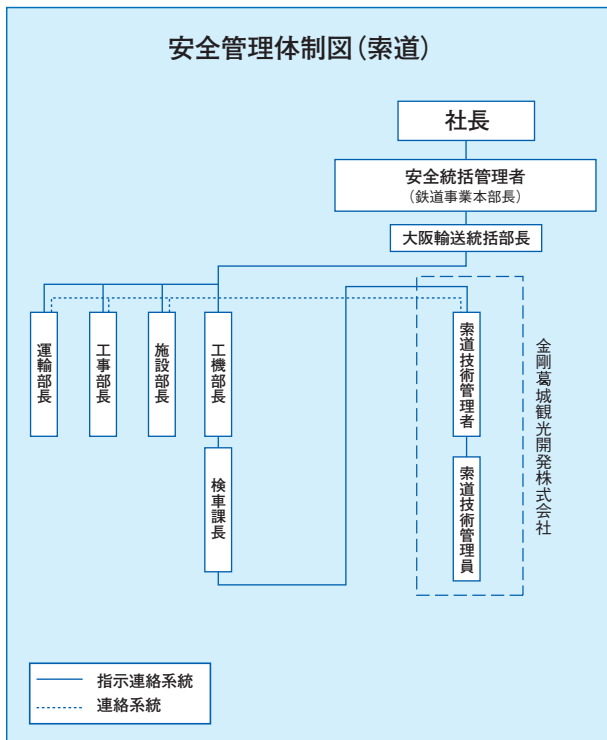 安全管理体制図（索道）
社長
安全統括管理者
（鉄道事業本部長）
大阪輸送統括部長
運輸部長
工事部長
施設部長
工機部長
検車課長
索道技術管理者
索道技術管理員
金剛葛城観光開発株式会社
指示連絡系統
連絡系統